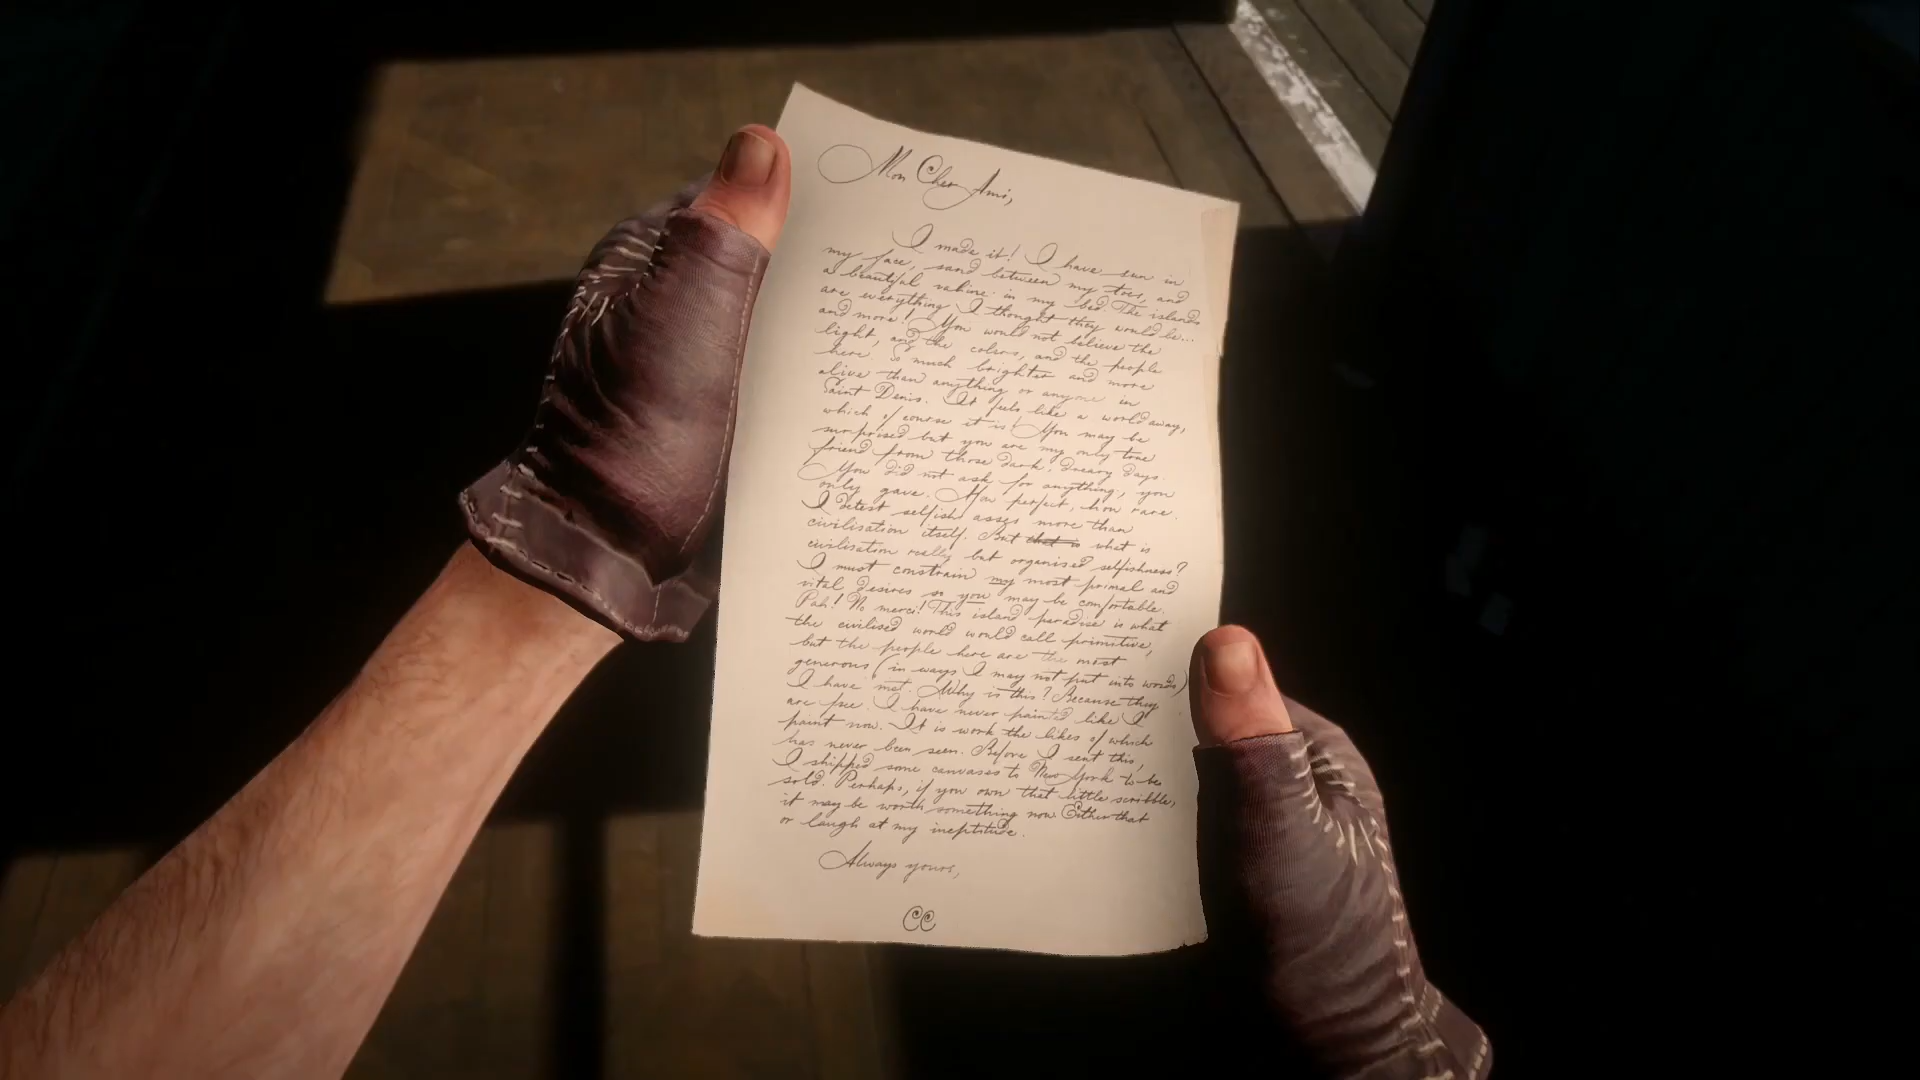 Mon Cher Ami,
I made it! I have sun in
my face, sand between my toes, and
a beautiful vahine in my bed. The islands
are everything I thought they would be...
and more! You would not believe the
light, and the colors, and the people
here. So much brighter and more
alive than anything or anyone in
Saint Denis. It feels like a world away,
which of course it is! You may be
surprised but you are my only true
friend from those dark, dreary days.
You did not ask for anything, you
only gave. How perfect, how rare.
I detest selfish asses more than
civilisation itself. But that is what is
civilisation really but organised selfishness?
I must constrain my most primal and
vital desires so you may be comfortable.
Pah! No merci! This island paradise is what
the civilised world would call primitive,
but the people here are the most
generous (in ways I may not put into words)
I have met. Why is this? Because they
are free. I have never painted like I
paint now. It is work the likes of which
has never been seen. Before I sent this,
I shipped some canvases to New York to be
sold. Perhaps, if you own that little scribble,
it may be worth something now. Either that
or laugh at my ineptitude.
Always yours,
CC